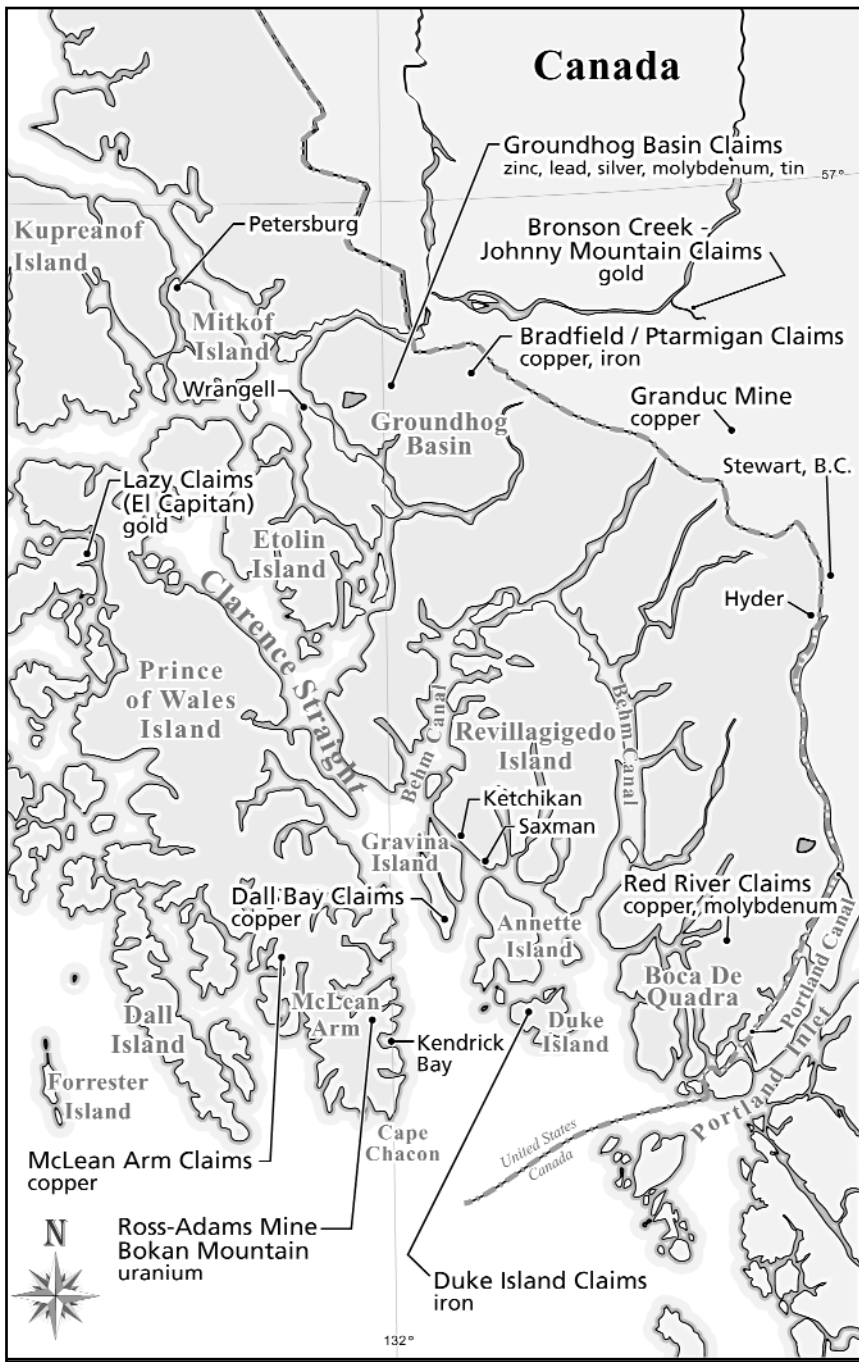 Canada
Groundhog Basin Claims
zinc, lead, silver, molybdenum, tin
57°
Bronson Creek -
Johnny Mountain Claims
gold
Kupreanof
Island
Petersburg
Mitkof
Island
Bradfield / Ptarmigan Claims
copper, iron
Wrangell
Groundhog
Basin
Granduc Mine
copper
Stewart, B.C.
Lazy Claims
(El Capitan)
gold
Etolin
Island
Clarence Straight
Hyder
Prince
of Wales
Island
Behm Canal
Revillagigedo
Island
Behm Canal
Ketchikan
Saxman
Gravina
Island
Dall Bay Claims
copper
Red River Claims
copper, molybdenum
Annette
Island
Boca De
Quadra
Portland Canal
Dall
Island
McLean
Arm
Kendrick
Bay
Duke
Island
Portland Inlet
Forrester
Island
Cape
Chacon
United States
Canada
McLean Arm Claims
copper
N
Ross-Adams Mine
Bokan Mountain
uranium
Duke Island Claims
iron
132°